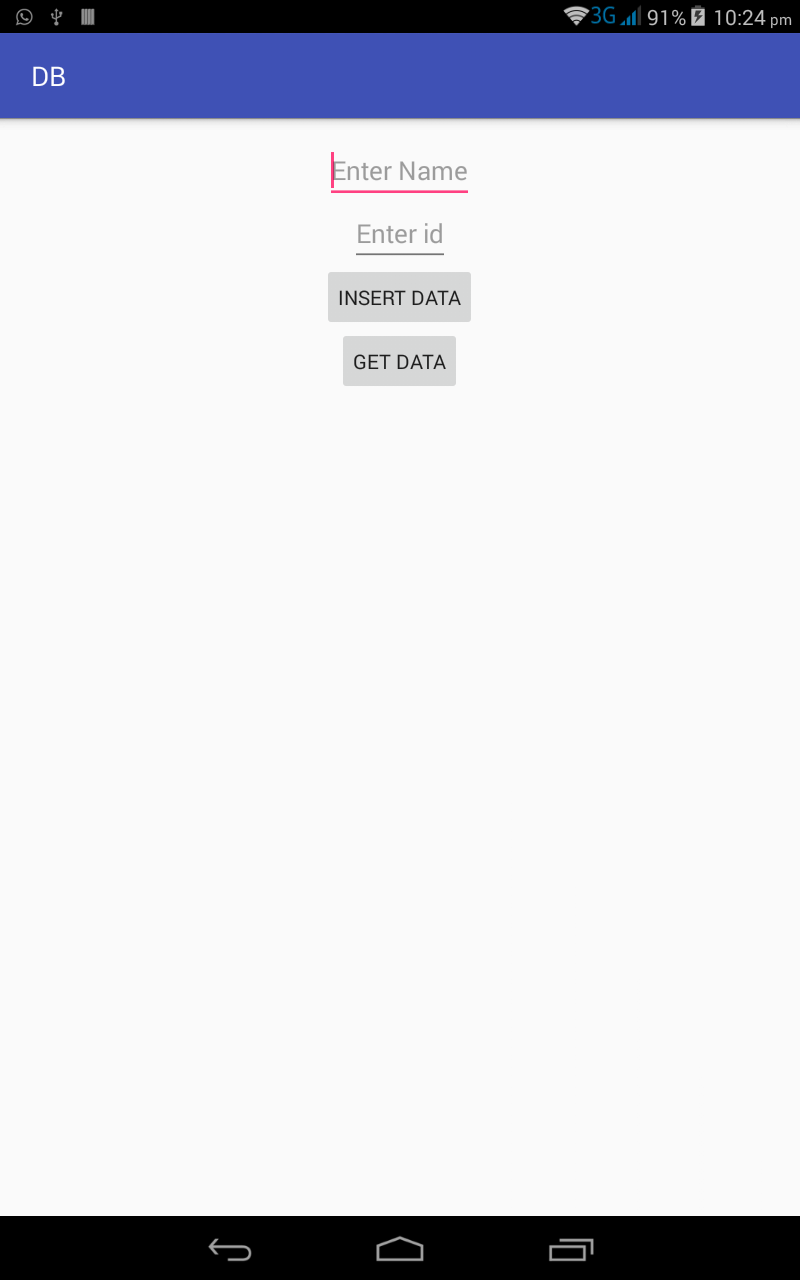 3G 91% 10:24 pm
DB
Enter Name
Enter id
INSERT DATA
GET DATA